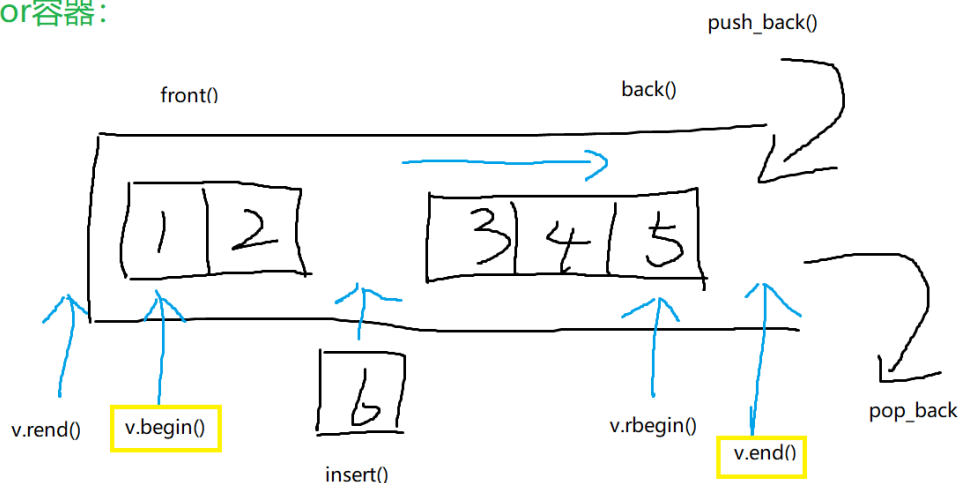 or容器：
push_back()
front()
back()
1 2 3 4 5
6
v.rend()
v.begin()
v.rbegin()
v.end()
pop_back
insert()